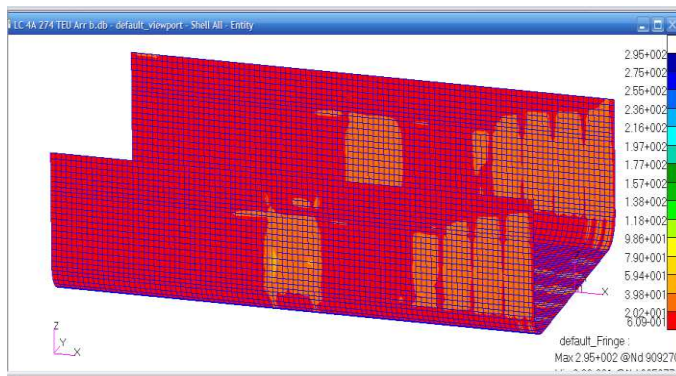 LC 4A 274 TEU Arr b.db - default_viewport - Shell All - Entity
2.95+002
2.75+002
2.55+002
2.36+002
2.16+002
1.97+002
1.77+002
1.57+002
1.38+002
1.18+002
9.86+001
7.90+001
5.94+001
3.98+001
2.02+001
6.09-001
X
Z
Y
X
default_Fringe :
Max 2.95+002 @Nd 909270